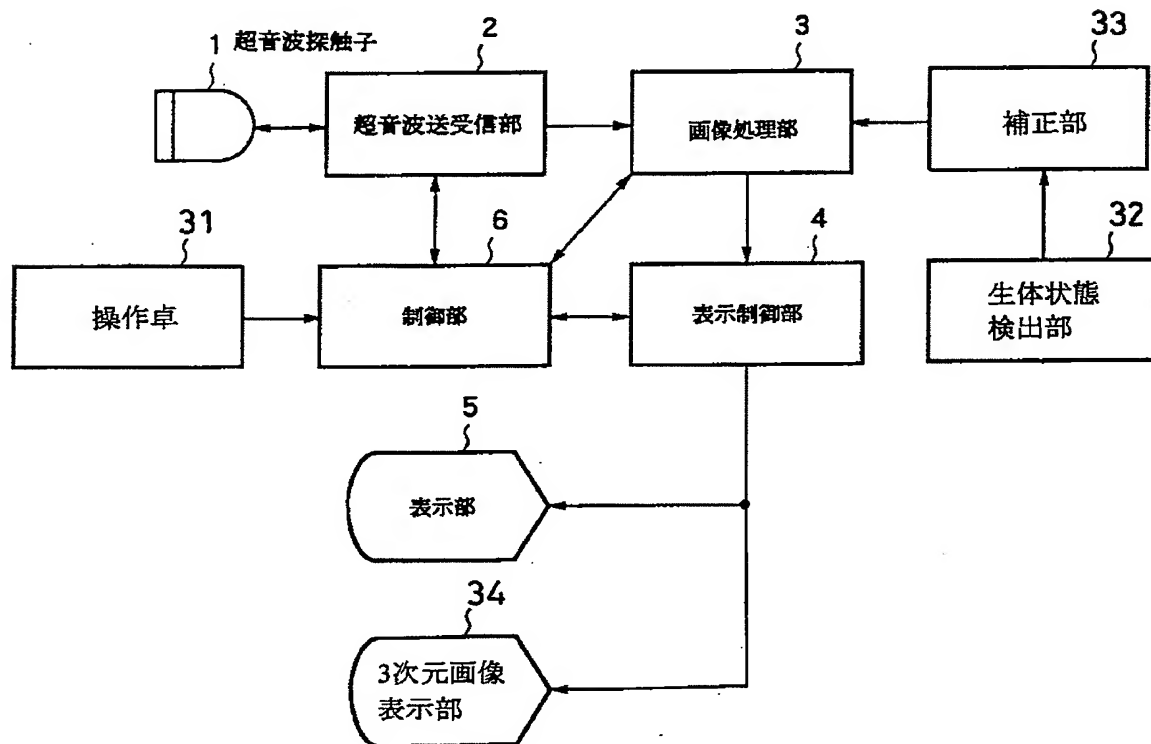 1 超音波探触子
2
3
33
超音波送受信部
画像処理部
補正部
31
6
4
32
操作卓
制御部
表示制御部
生体状態
検出部
5
表示部
34
3次元画像
表示部